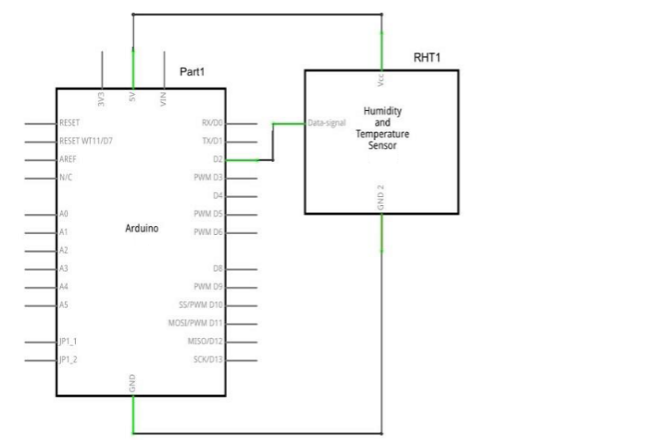 Part1
RHT1
3V3
5V
VIN
Vcc
RESET
RX/D0
RESET WT11/D7
TX/D1
AREF
D2
N/C
PWM D3
D4
A0
PWM D5
A1
PWM D6
A2
A3
D8
A4
PWM D9
A5
SS/PWM D10
MOSI/PWM D11
JP1_1
MISO/D12
JP1_2
SCK/D13
Arduino
GND
Data-signal
Humidity
and
Temperature
Sensor
GND 2